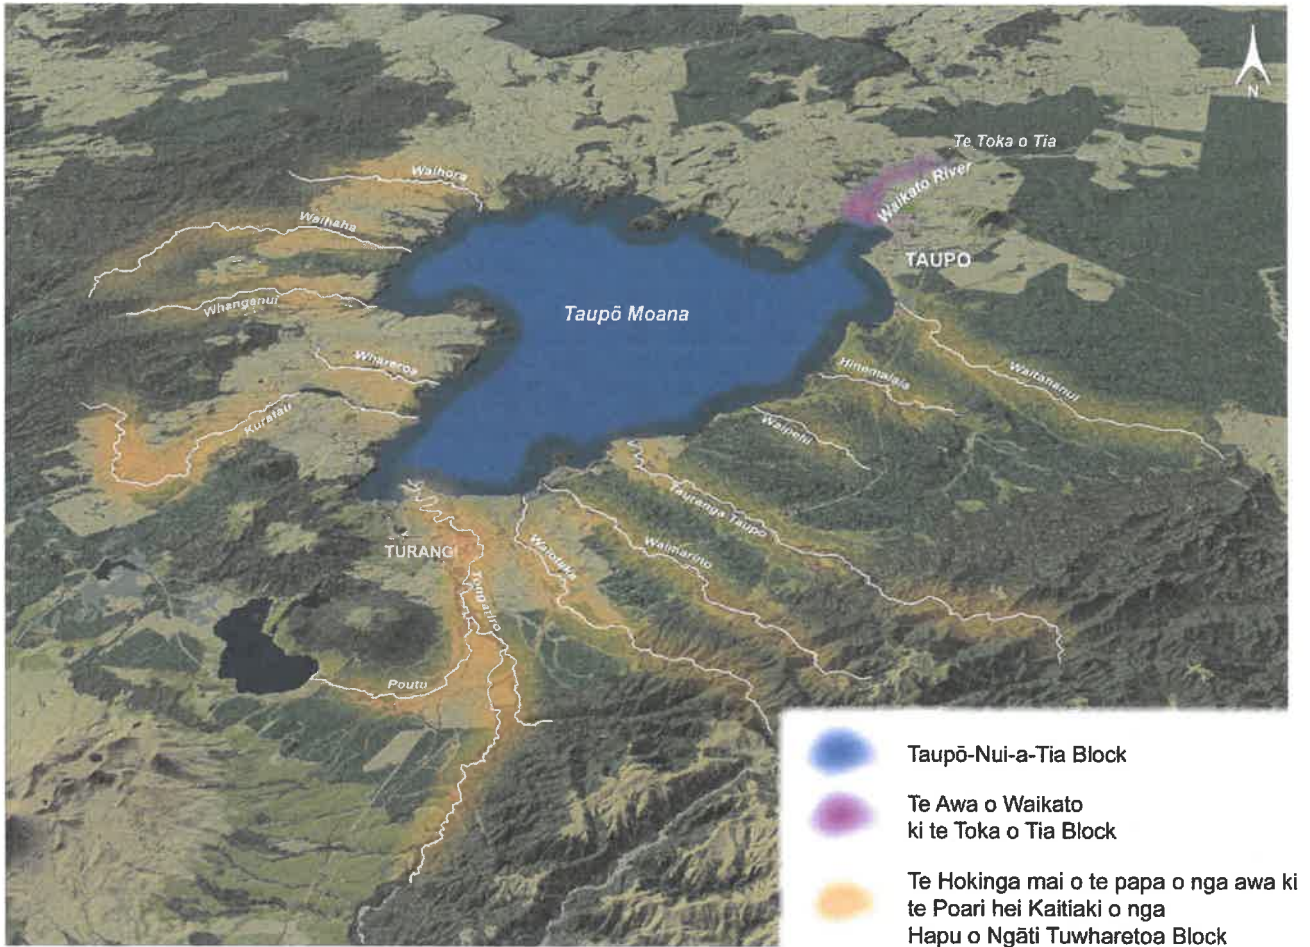 N
Te Toka o Tia
Waikato River
TAUPO
Waihora
Waihaha
Whanganui
Whareroa
Kuratau
Taupō Moana
Hinemaiaia
Waitahanui
Waipehi
Tauranga Taupo
Waimarino
Waiotaka
TURANGI
Tongariro
Poutu
Taupō-Nui-a-Tia Block
Te Awa o Waikato
ki te Toka o Tia Block
Te Hokinga mai o te papa o nga awa ki
te Poari hei Kaitiaki o nga
Hapu o Ngāti Tuwharetoa Block